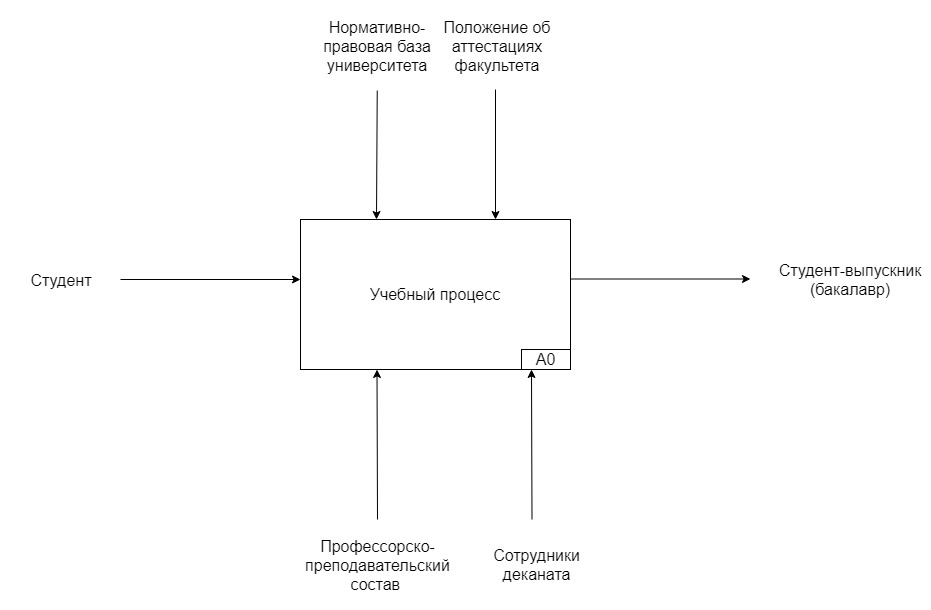 Нормативно-
правовая база
университета
Положение об
аттестациях
факультета
Студент
Учебный процесс
A0
Студент-выпускник
(бакалавр)
Профессорско-
преподавательский
состав
Сотрудники
деканата